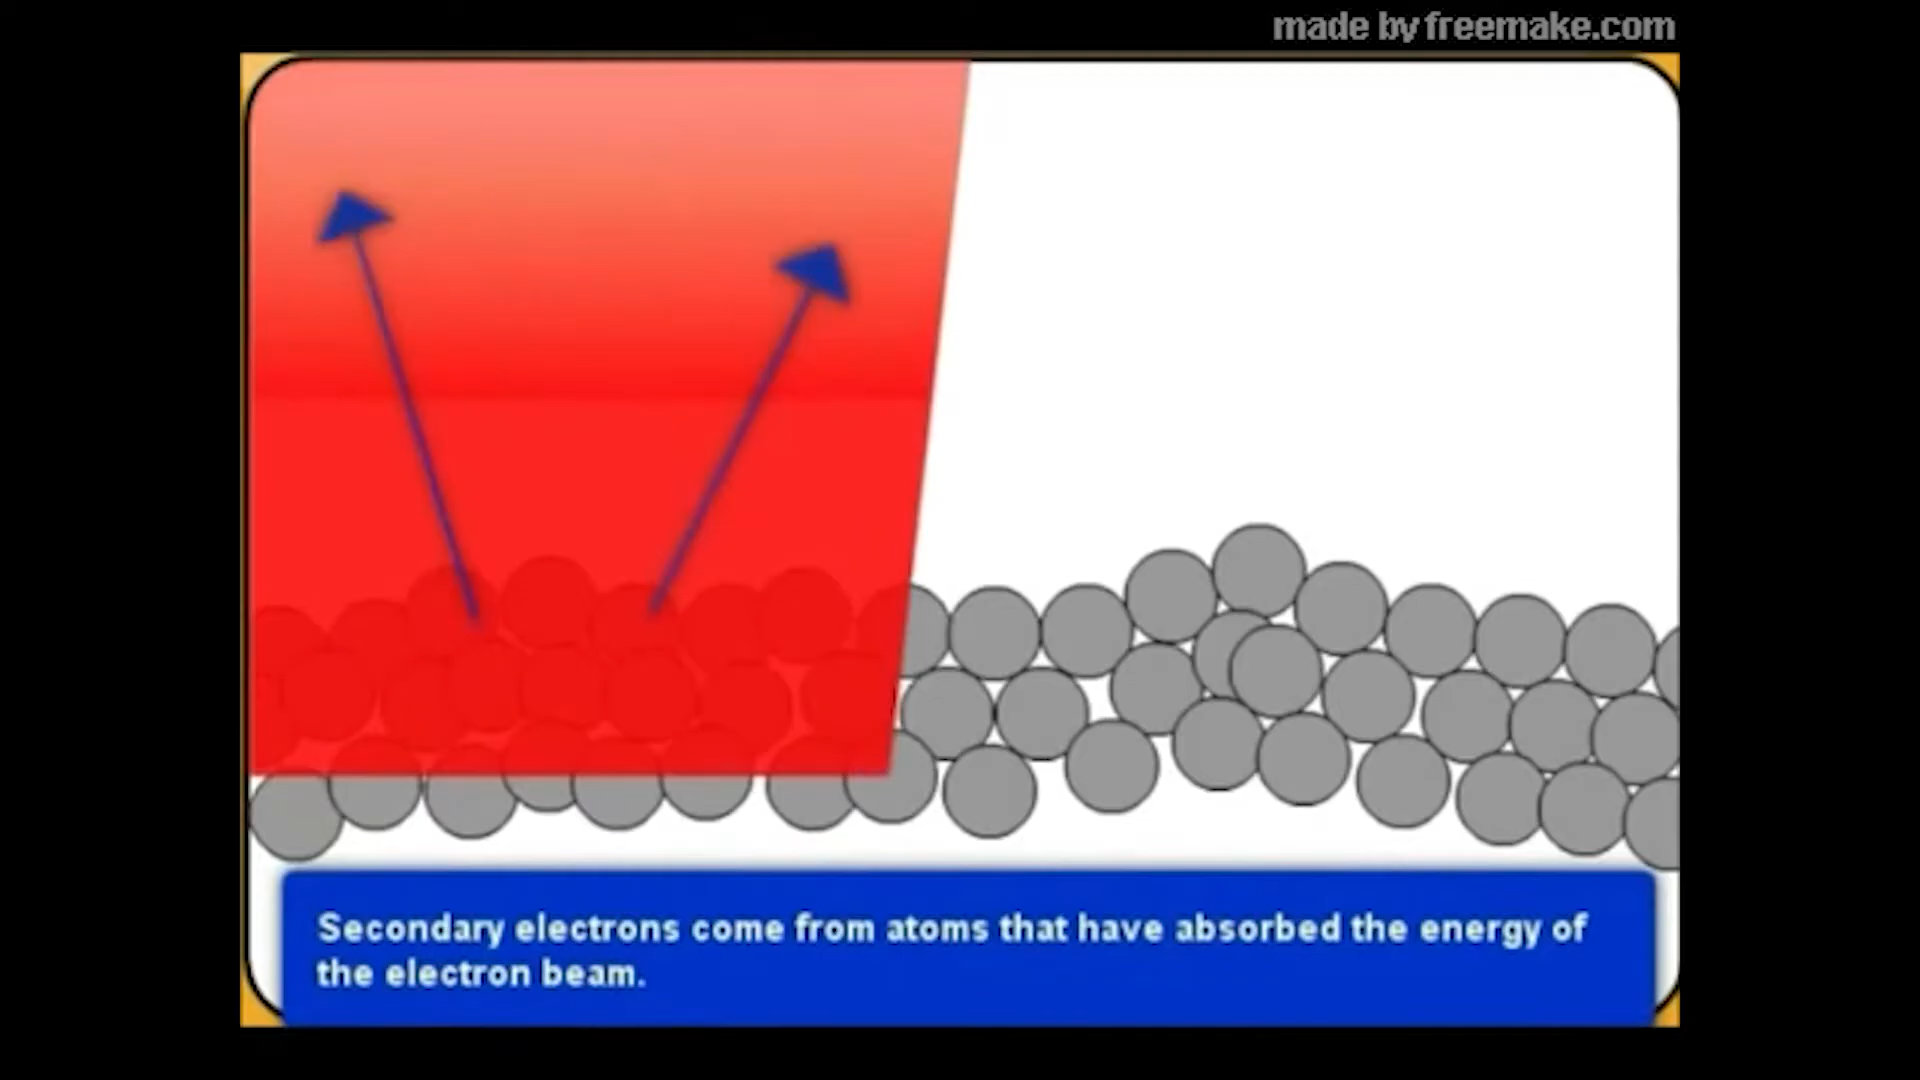 made by freemake.com
Secondary electrons come from atoms that have absorbed the energy of
the electron beam.